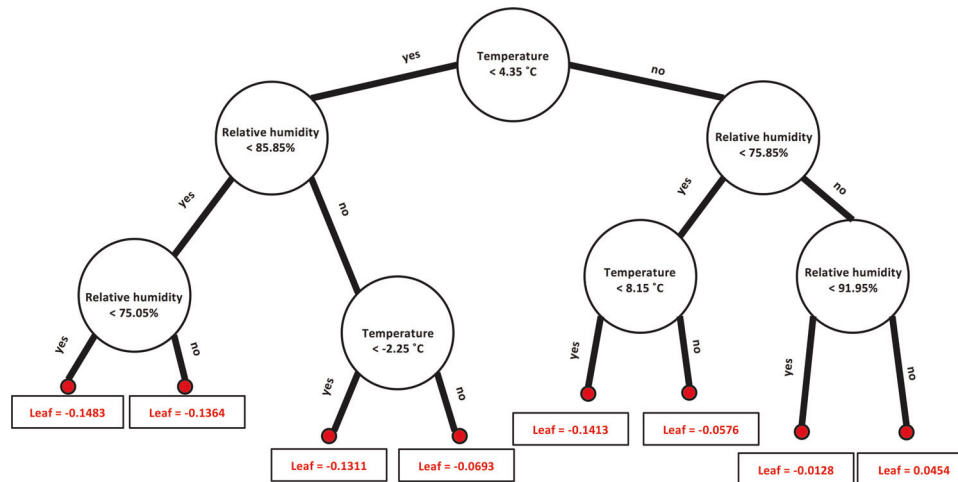 Temperature
< 4.35 ˚C
yes
no
Relative humidity
< 85.85%
Relative humidity
< 75.85%
yes
no
yes
no
Relative humidity
< 75.05%
Temperature
< -2.25 ˚C
Temperature
< 8.15 ˚C
Relative humidity
< 91.95%
yes
no
yes
no
yes
no
yes
no
Leaf = -0.1483
Leaf = -0.1364
Leaf = -0.1311
Leaf = -0.0693
Leaf = -0.1413
Leaf = -0.0576
Leaf = -0.0128
Leaf = 0.0454